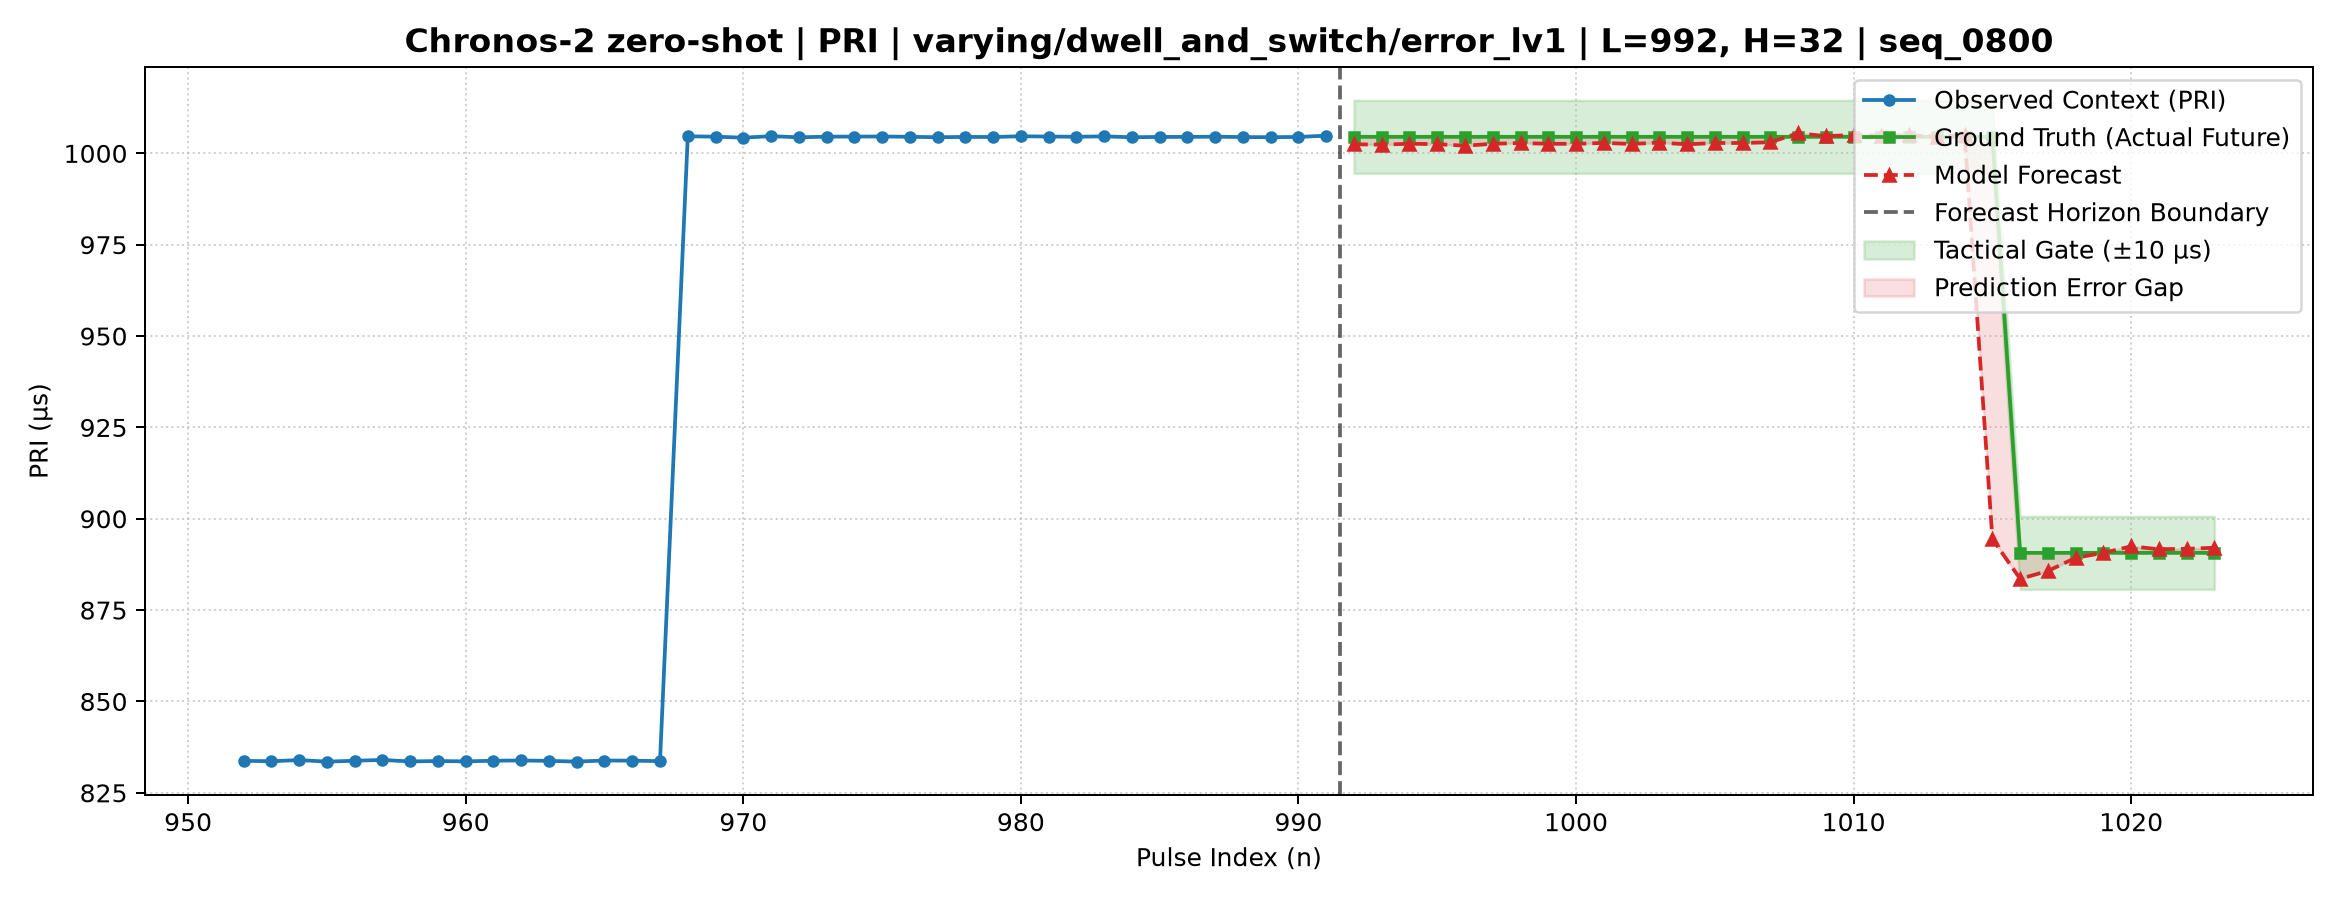 Chronos-2 zero-shot | PRI | varying/dwell_and_switch/error_lv1 | L=992, H=32 | seq_0800
Observed Context (PRI)
Ground Truth (Actual Future)
Model Forecast
Forecast Horizon Boundary
Tactical Gate (±10 μs)
Prediction Error Gap
PRI (μs)
1000
975
950
925
900
875
850
825
950 960 970 980 990 1000 1010 1020
Pulse Index (n)